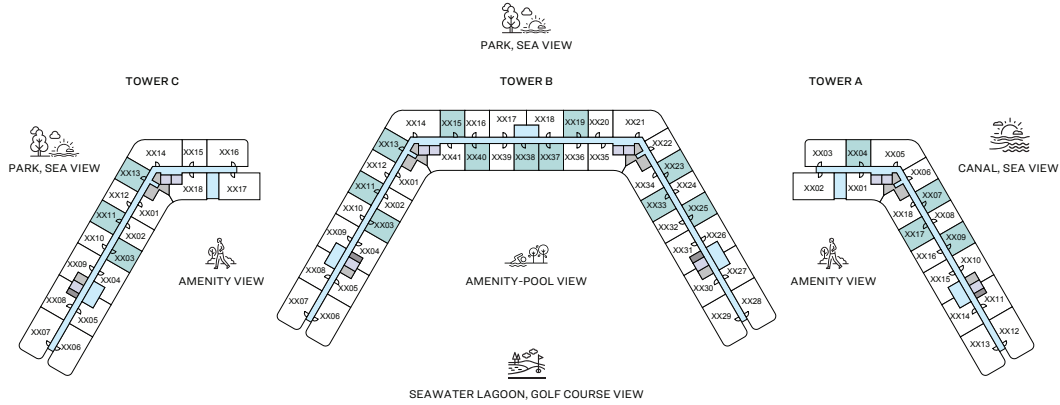 PARK, SEA VIEW
TOWER C
TOWER B
TOWER A
PARK, SEA VIEW
CANAL, SEA VIEW
XX14
XX15
XX16
XX13
XX12
XX11
XX10
XX09
XX08
XX07
XX18
XX17
XX01
XX02
XX03
XX04
XX05
XX06
XX14
XX15
XX16
XX17
XX18
XX19
XX20
XX21
XX13
XX12
XX11
XX10
XX09
XX08
XX07
XX41
XX40
XX39
XX38
XX37
XX36
XX35
XX01
XX02
XX03
XX04
XX05
XX06
XX22
XX23
XX24
XX25
XX26
XX27
XX28
XX34
XX33
XX32
XX31
XX30
XX29
XX03
XX04
XX05
XX02
XX01
XX06
XX07
XX08
XX09
XX10
XX11
XX12
XX18
XX17
XX16
XX15
XX14
XX13
AMENITY VIEW
AMENITY-POOL VIEW
AMENITY VIEW
SEAWATER LAGOON, GOLF COURSE VIEW